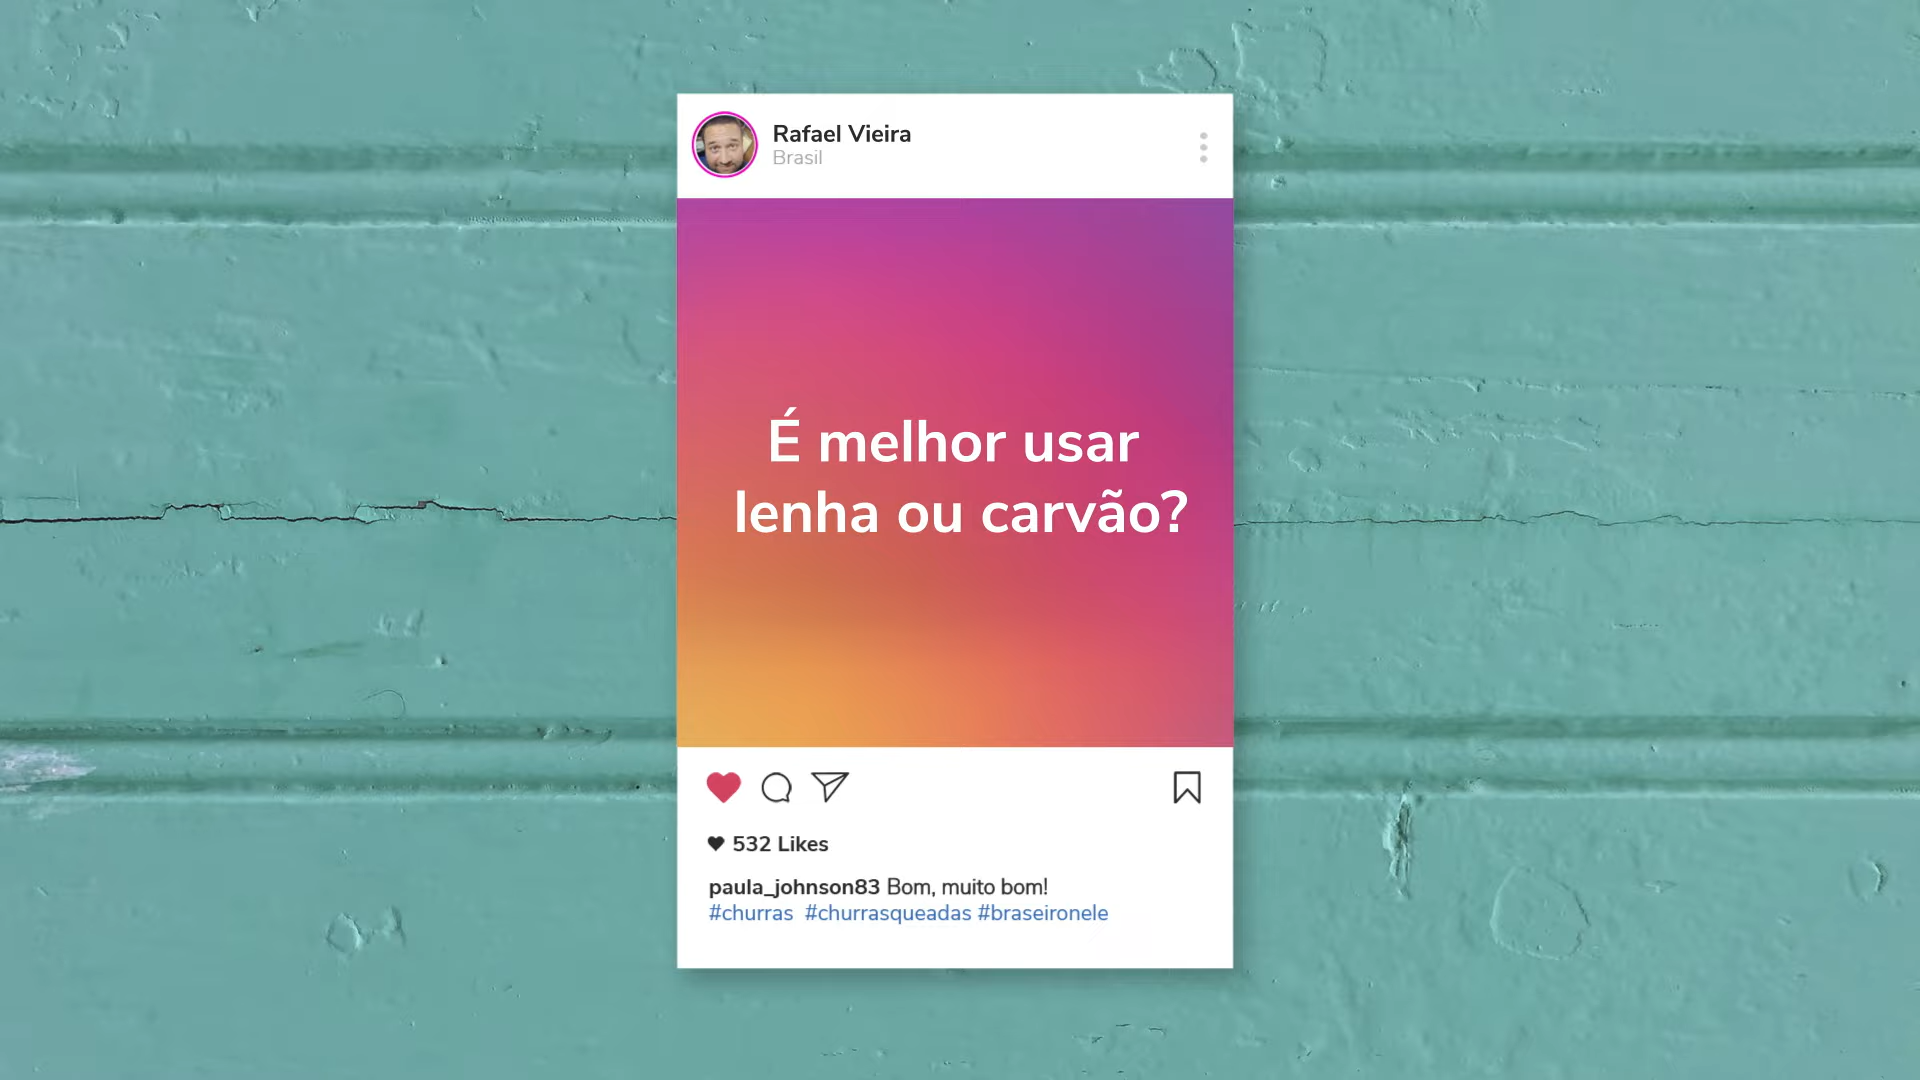 Rafael Vieira
Brasil
É melhor usar
lenha ou carvão?
532 Likes
paula_johnson83 Bom, muito bom!
#churras #churrasqueadas #braseironele